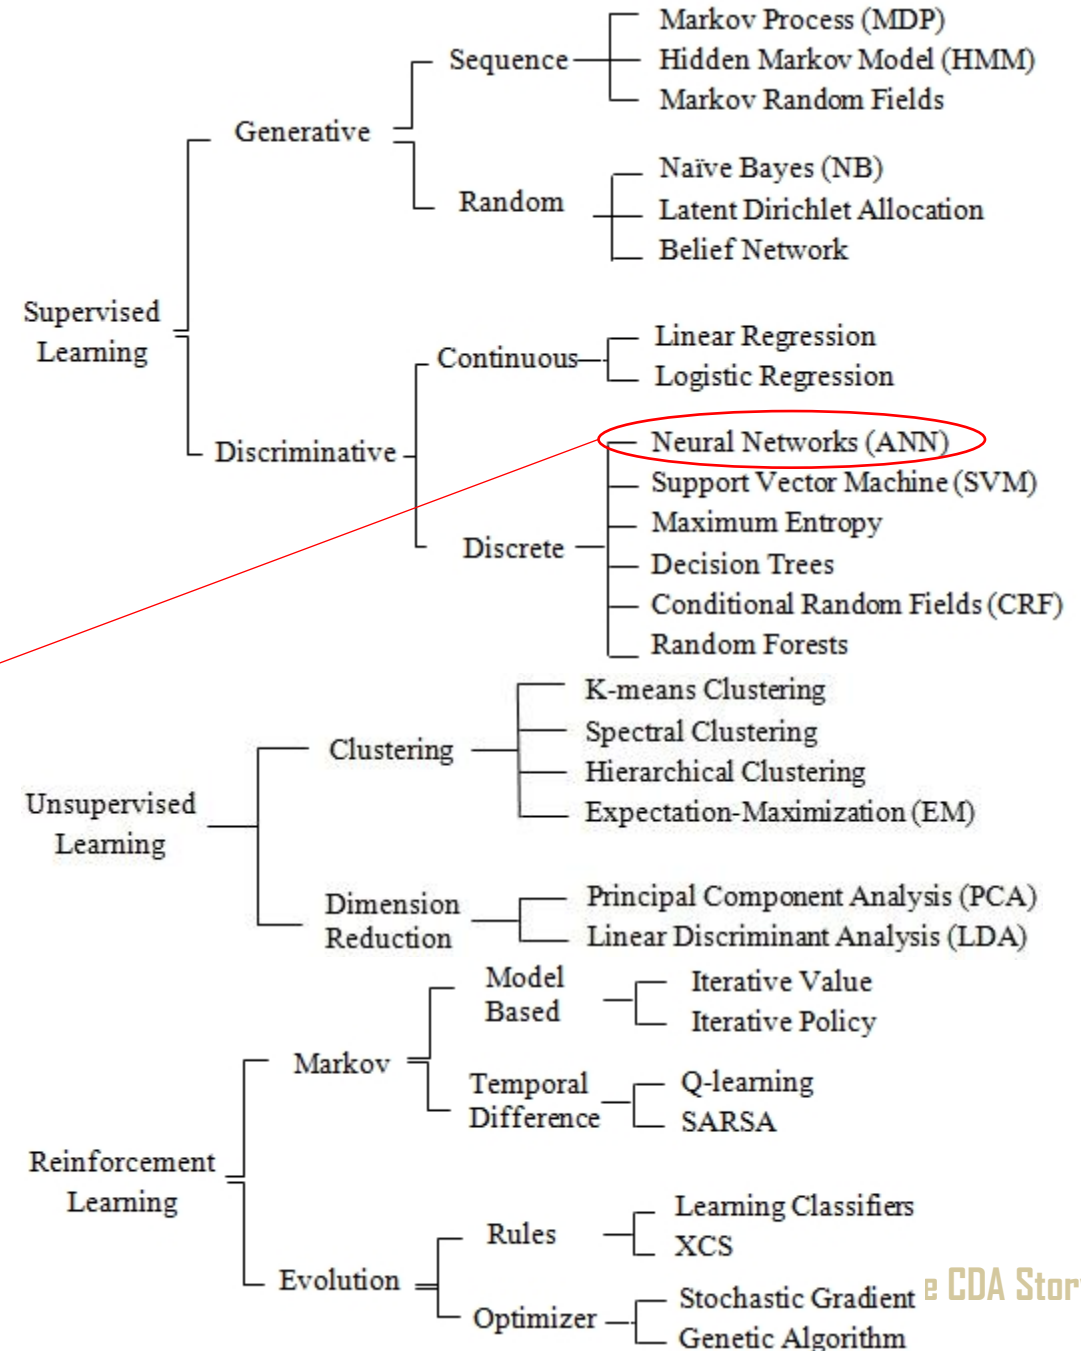 Markov Process (MDP)
Sequence
Hidden Markov Model (HMM)
Markov Random Fields
Generative
Naïve Bayes (NB)
Random
Latent Dirichlet Allocation
Belief Network
Supervised
Learning
Linear Regression
Continuous
Logistic Regression
Discriminative
Neural Networks (ANN)
Support Vector Machine (SVM)
Maximum Entropy
Discrete
Decision Trees
Conditional Random Fields (CRF)
Random Forests
K-means Clustering
Clustering
Spectral Clustering
Hierarchical Clustering
Expectation-Maximization (EM)
Unsupervised
Learning
Dimension
Reduction
Principal Component Analysis (PCA)
Linear Discriminant Analysis (LDA)
Model
Based
Iterative Value
Iterative Policy
Markov
Temporal
Difference
Q-learning
SARSA
Reinforcement
Learning
Rules
Learning Classifiers
XCS
Evolution
Optimizer
Stochastic Gradient
Genetic Algorithm
e CDA Stor